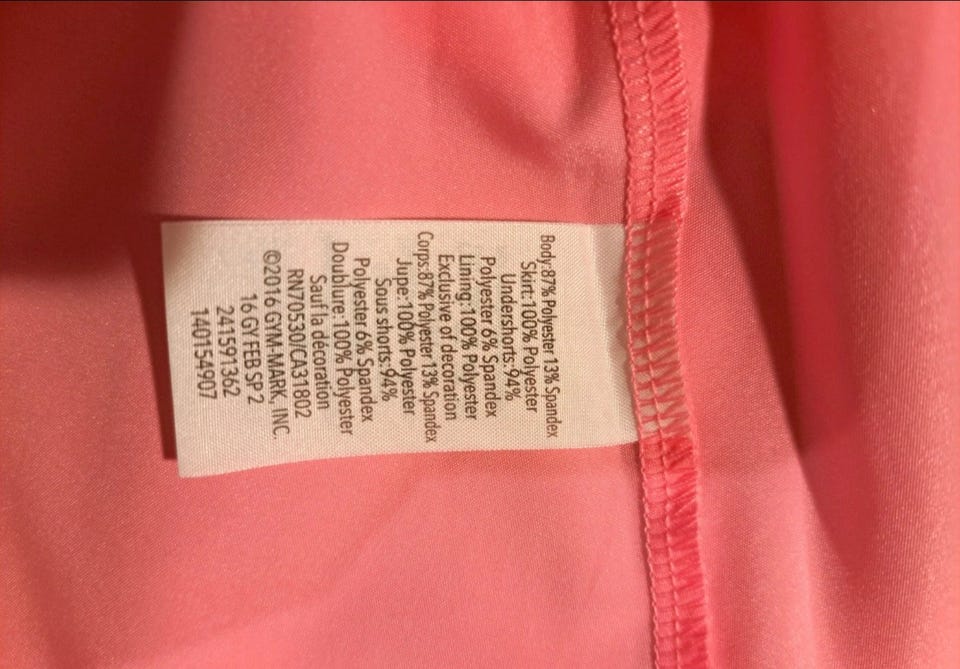 Body:87% Polyester 13% Spandex
Skirt:100% Polyester
Undershorts:94%
Polyester 6% Spandex
Lining:100% Polyester
Exclusive of decoration
Corps:87% Polyester 13% Spandex
Jupe:100% Polyester
Sous shorts:94%
Polyester 6% Spandex
Doublure:100% Polyester
Sauf la décoration
RN70530/CA31802
©2016 GYM-MARK, INC.
16 GY FEB SP 2
241591362
140154907